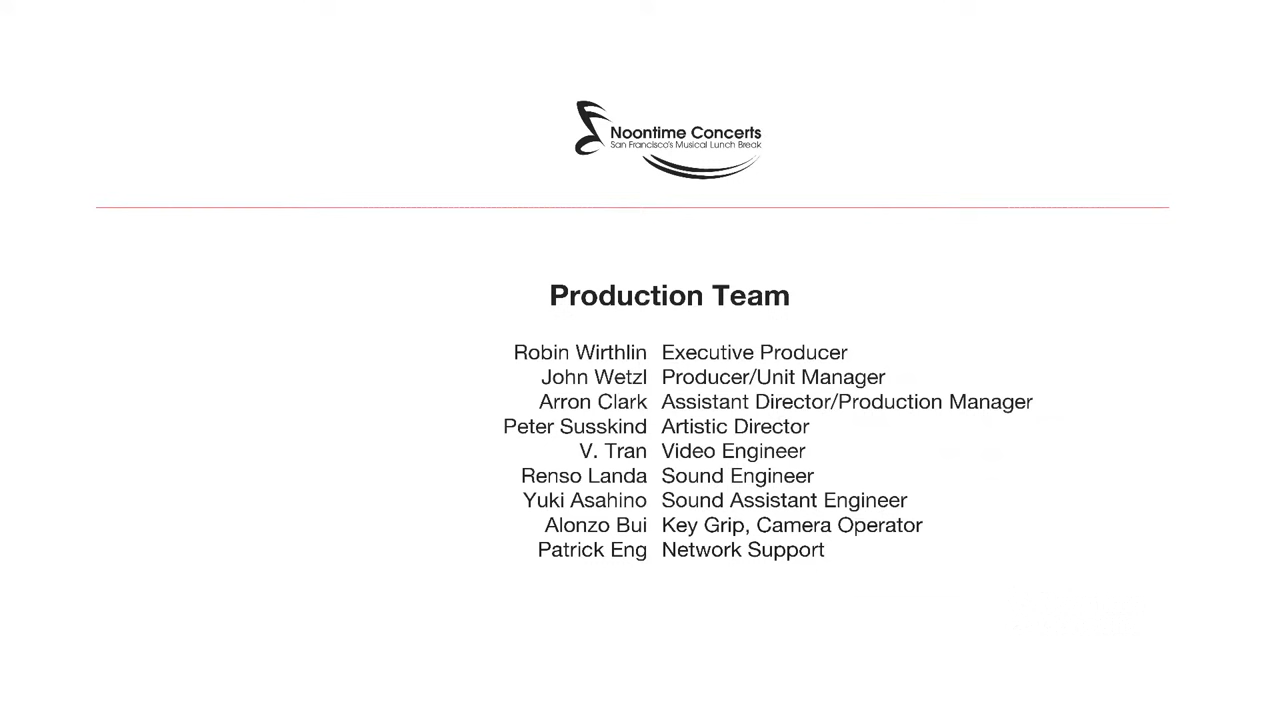 Noontime Concerts
San Francisco's Musical Lunch Break
Production Team
Robin Wirthlin Executive Producer
John Wetzl Producer/Unit Manager
Arron Clark Assistant Director/Production Manager
Peter Susskind Artistic Director
V. Tran Video Engineer
Renso Landa Sound Engineer
Yuki Asahino Sound Assistant Engineer
Alonzo Bui Key Grip, Camera Operator
Patrick Eng Network Support